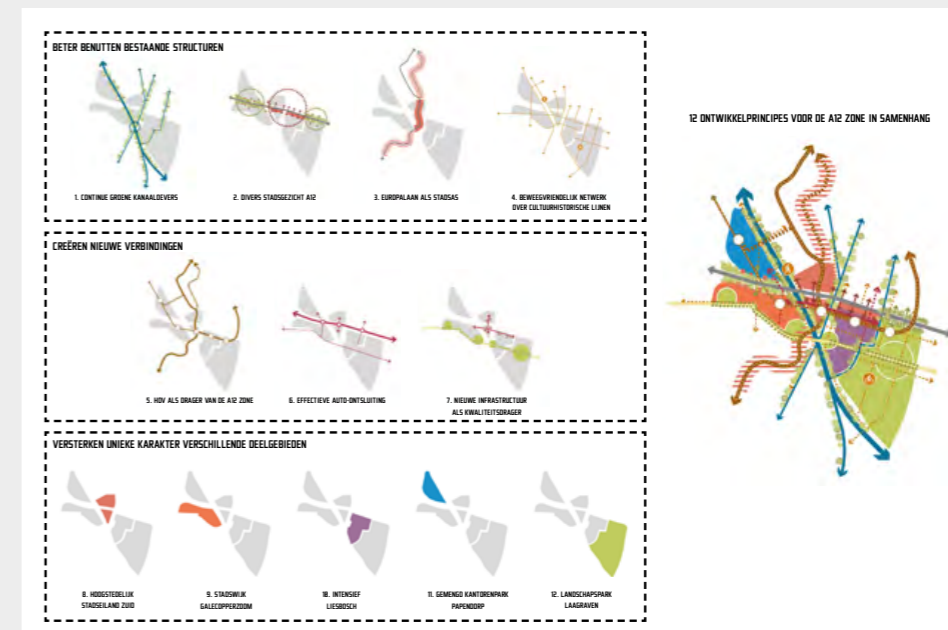 BETER BENUTTEN BESTAANDE STRUCTUREN
1. CONTINUE GROENE KANAALOEVERS
2. DIVERS STADSGEZICHT A12
3. EUROPALAAN ALS STADSAS
4. BEWEEGVRIENDELIJK NETWERK
OVER CULTUURHISTORISCHE LIJNEN
CREËREN NIEUWE VERBINDINGEN
5. HOV ALS DRAGER VAN DE A12 ZONE
6. EFFECTIEVE AUTO-ONTSLUITING
7. NIEUWE INFRASTRUCTUUR
ALS KWALITEITSDRAGER
VERSTERKEN UNIEKE KARAKTER VERSCHILLENDE DEELGEBIEDEN
8. HOOGSTEDELIJK
STADSEILAND ZUID
9. STADSWIJK
GALECOPPERZOOM
10. INTENSIEF
LIESBOSCH
11. GEMENGD KANTORENPARK
PAPENDORP
12. LANDSCHAPSPARK
LAAGRAVEN
12 ONTWIKKELPRINCIPES VOOR DE A12 ZONE IN SAMENHANG